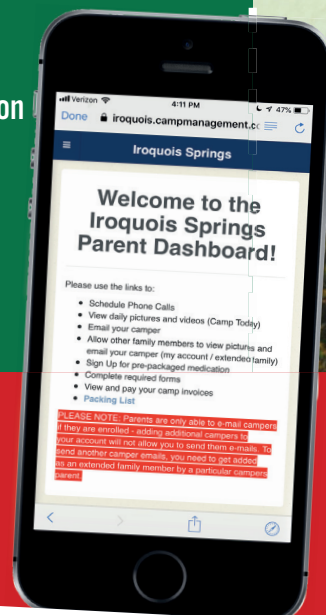 on
Verizon 4:11 PM 47%
Done iroquois.campmanagement.c
Iroquois Springs
Welcome to the
Iroquois Springs
Parent Dashboard!
Please use the links to:
• Schedule Phone Calls
• View daily pictures and videos (Camp Today)
• Email your camper
• Allow other family members to view pictures and
email your camper (my account / extended family)
• Sign Up for pre-packaged medication
• Complete required forms
• View and pay your camp invoices
• Packing List
PLEASE NOTE: Parents are only able to e-mail campers
if they are enrolled - adding additional campers to
your account will not allow you to send them e-mails. To
send another camper emails, you need to get added
as an extended family member by a particular campers
parent.